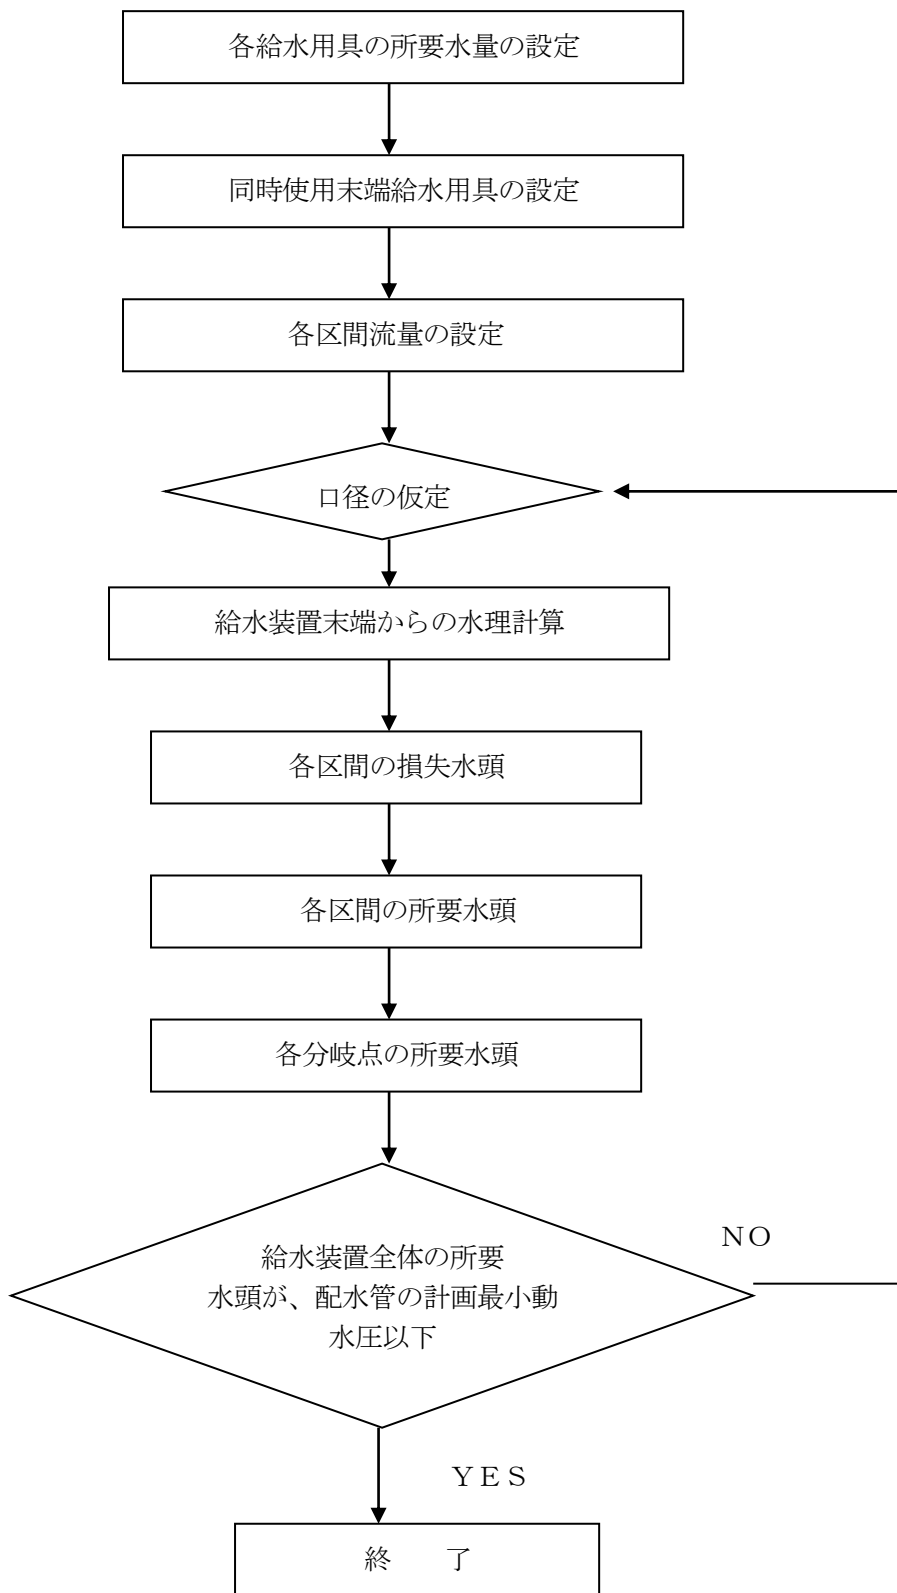 各給水用具の所要水量の設定
同時使用末端給水用具の設定
各区間流量の設定
口径の仮定
給水装置末端からの水理計算
各区間の損失水頭
各区間の所要水頭
各分岐点の所要水頭
給水装置全体の所要
水頭が、配水管の計画最小動
水圧以下
ＮＯ
ＹＥＳ
終　　了